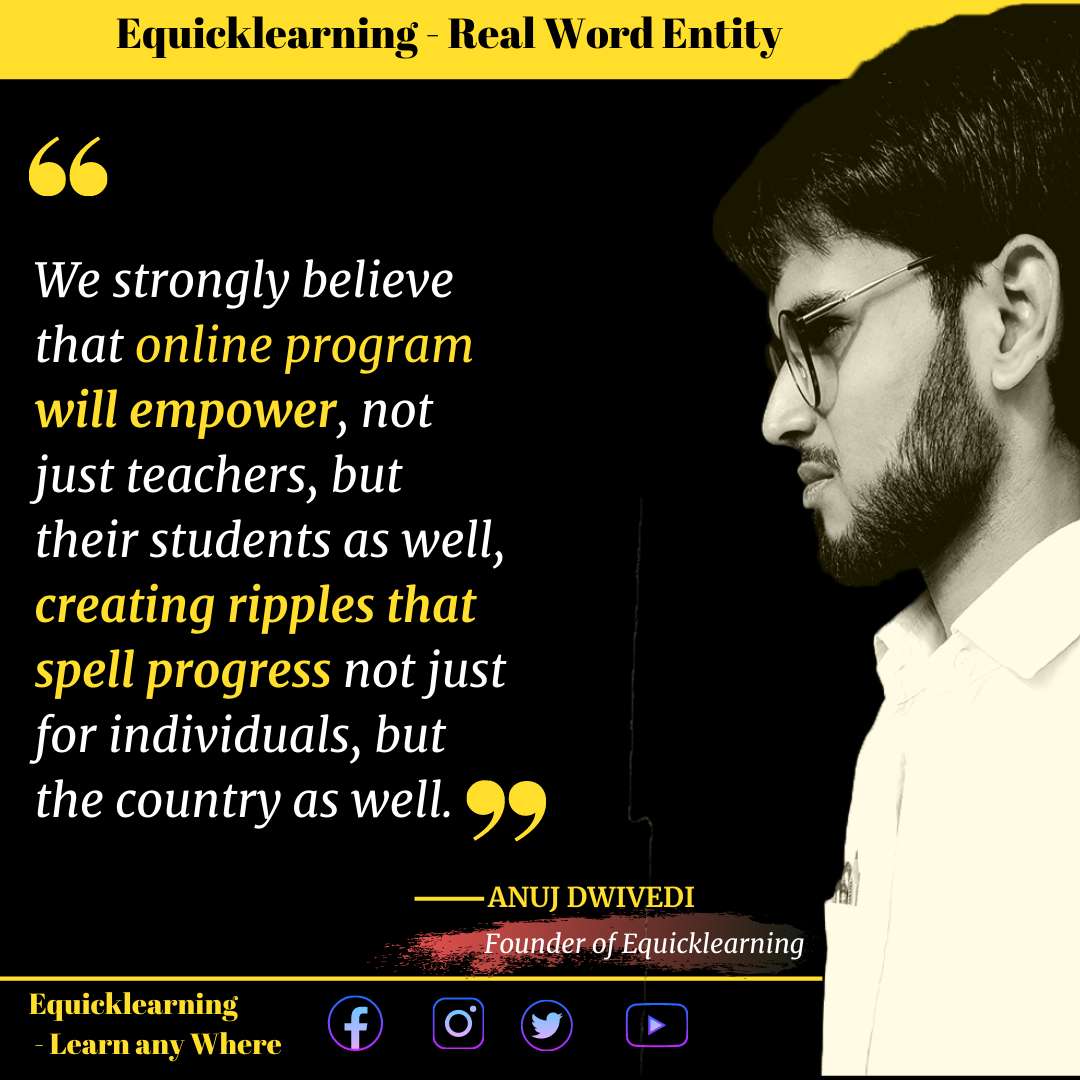 Equicklearning - Real Word Entity
“
We strongly believe
that online program
will empower, not
just teachers, but
their students as well,
creating ripples that
spell progress not just
for individuals, but
the country as well. ”
ANUJ DWIVEDI
Founder of Equicklearning
Equicklearning
- Learn any Where